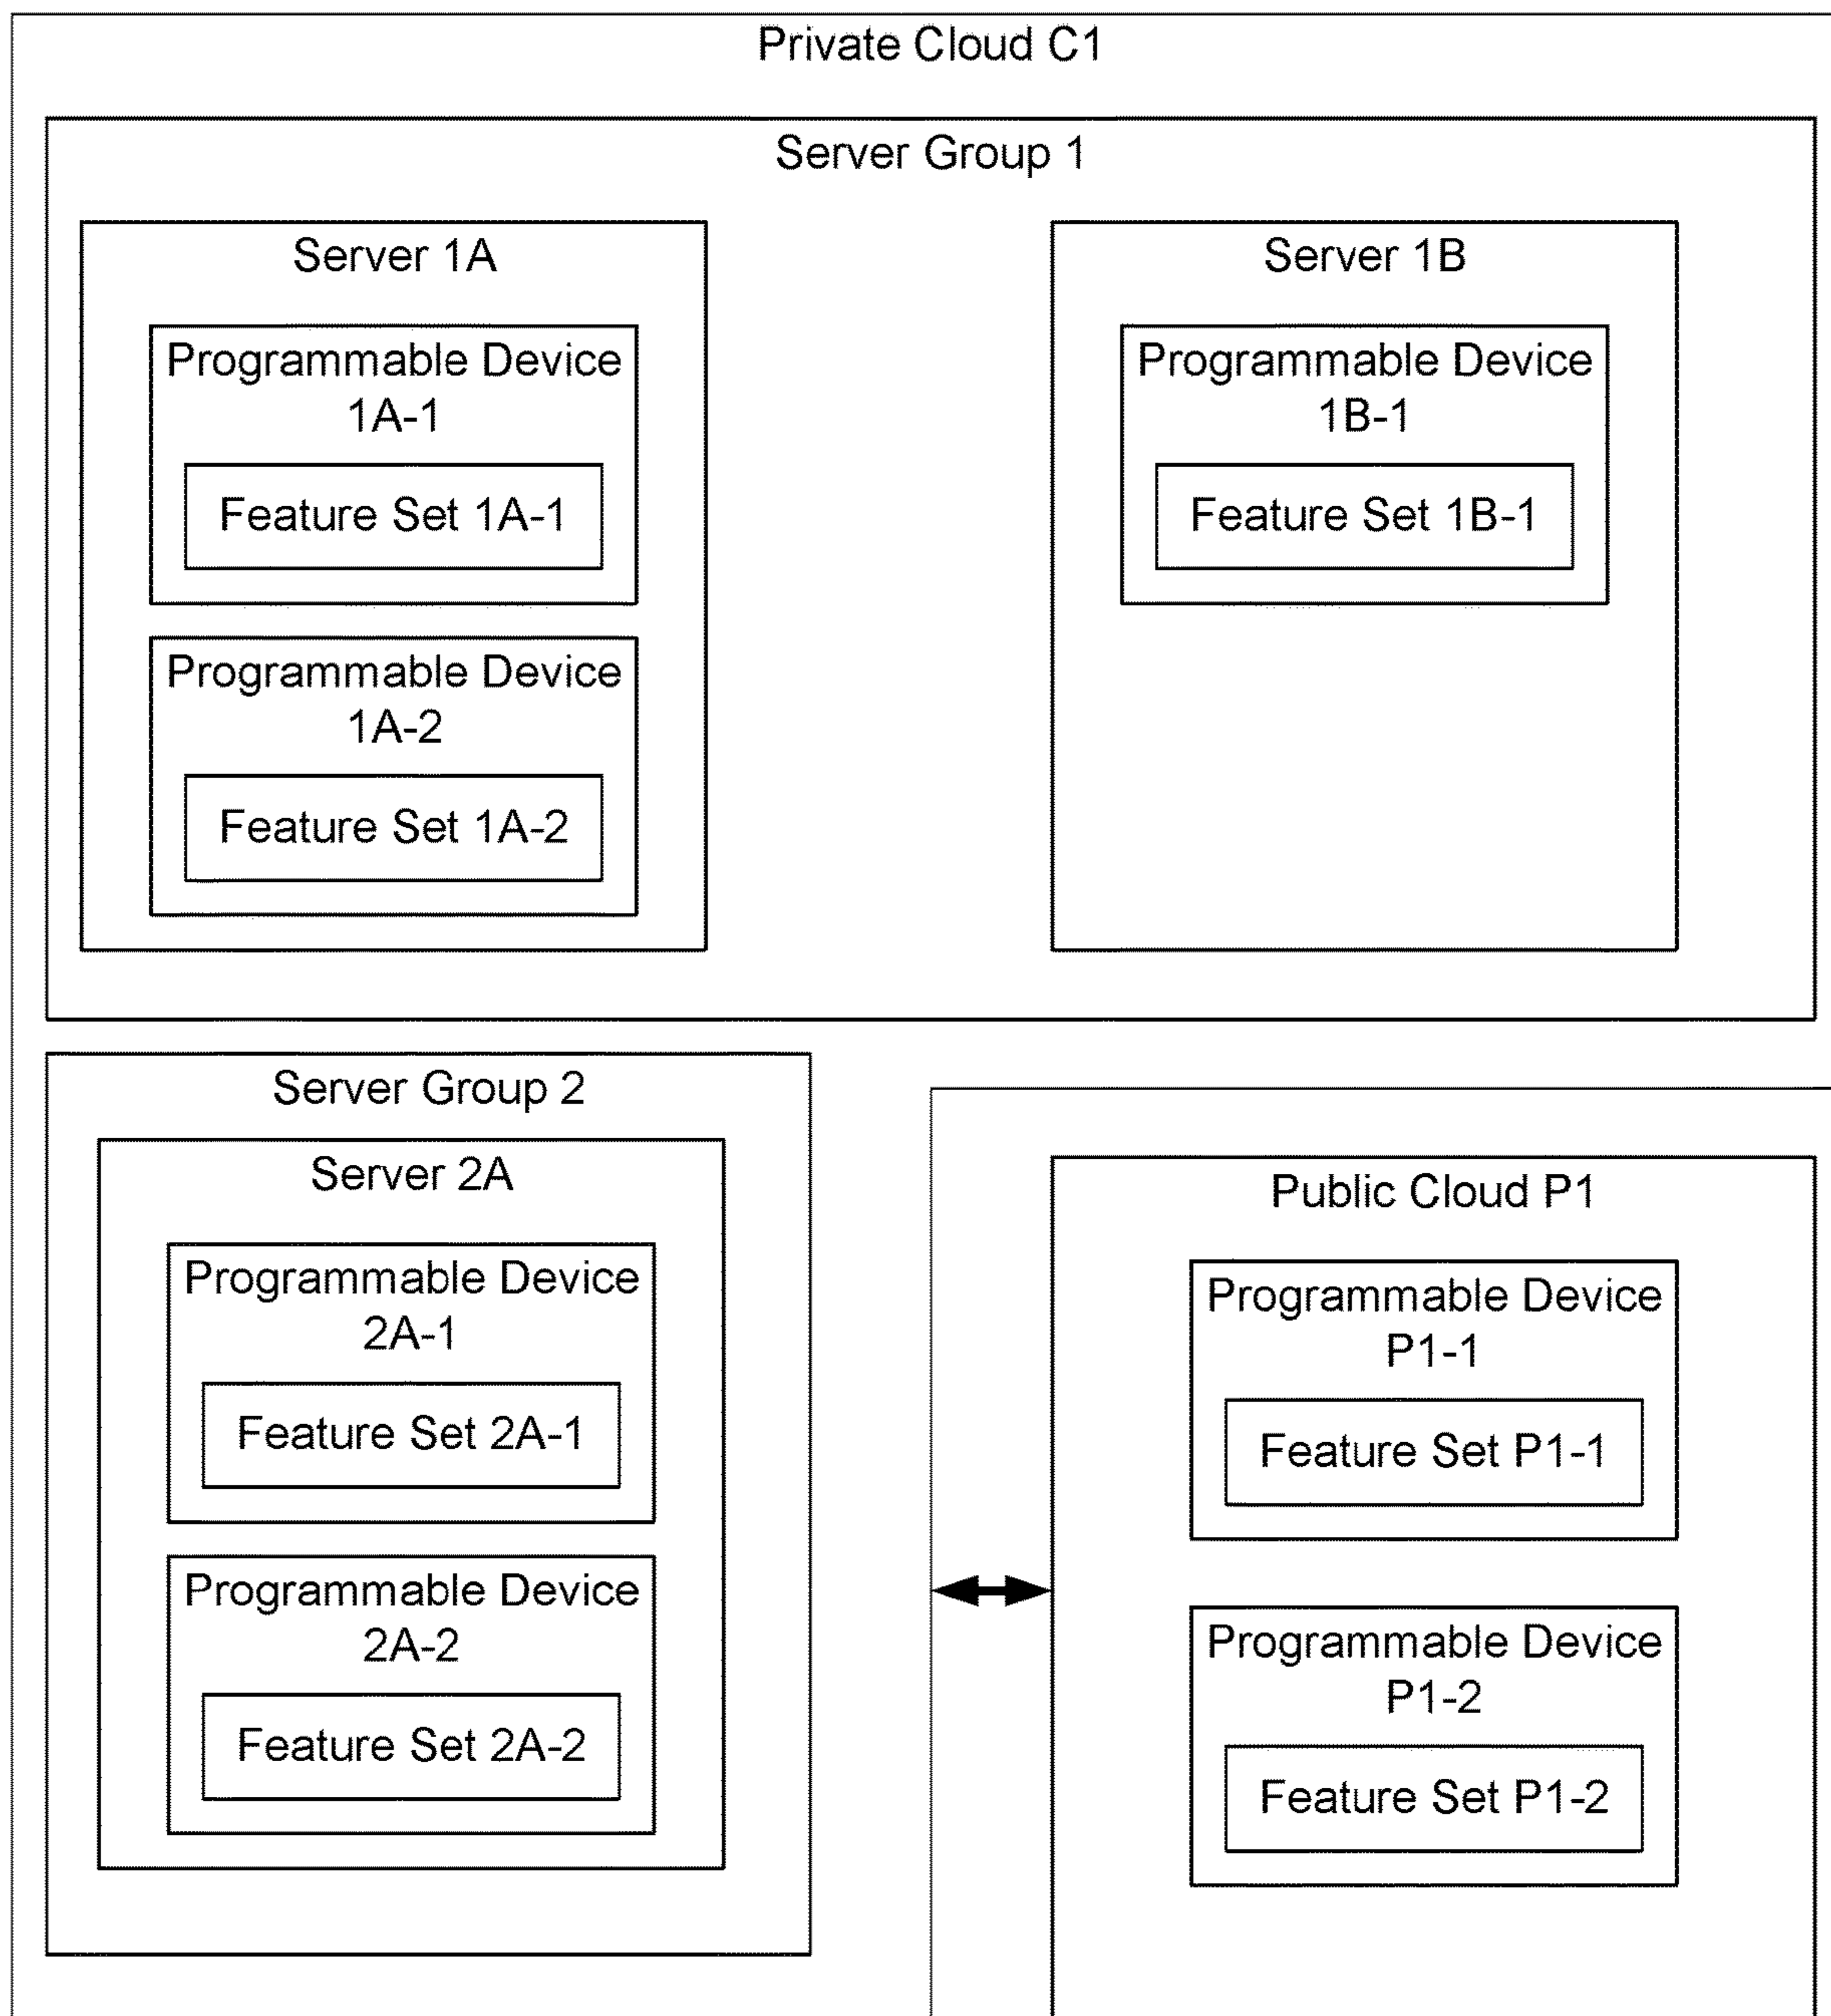 Private Cloud C1
Server Group 1
Server 1A
Programmable Device
1A-1
Feature Set 1A-1
Programmable Device
1A-2
Feature Set 1A-2
Server 1B
Programmable Device
1B-1
Feature Set 1B-1
Server Group 2
Server 2A
Programmable Device
2A-1
Feature Set 2A-1
Programmable Device
2A-2
Feature Set 2A-2
Public Cloud P1
Programmable Device
P1-1
Feature Set P1-1
Programmable Device
P1-2
Feature Set P1-2